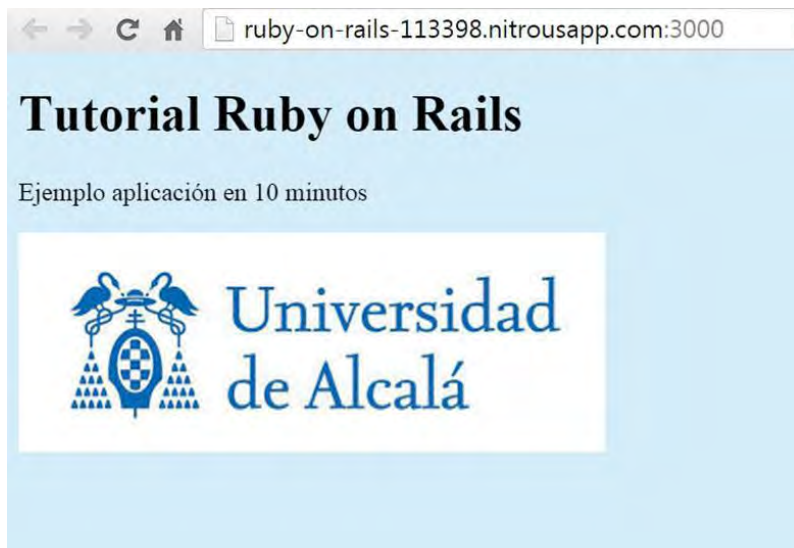 ruby-on-rails-113398.nitrousapp.com:3000
Tutorial Ruby on Rails
Ejemplo aplicación en 10 minutos
Universidad
de Alcalá